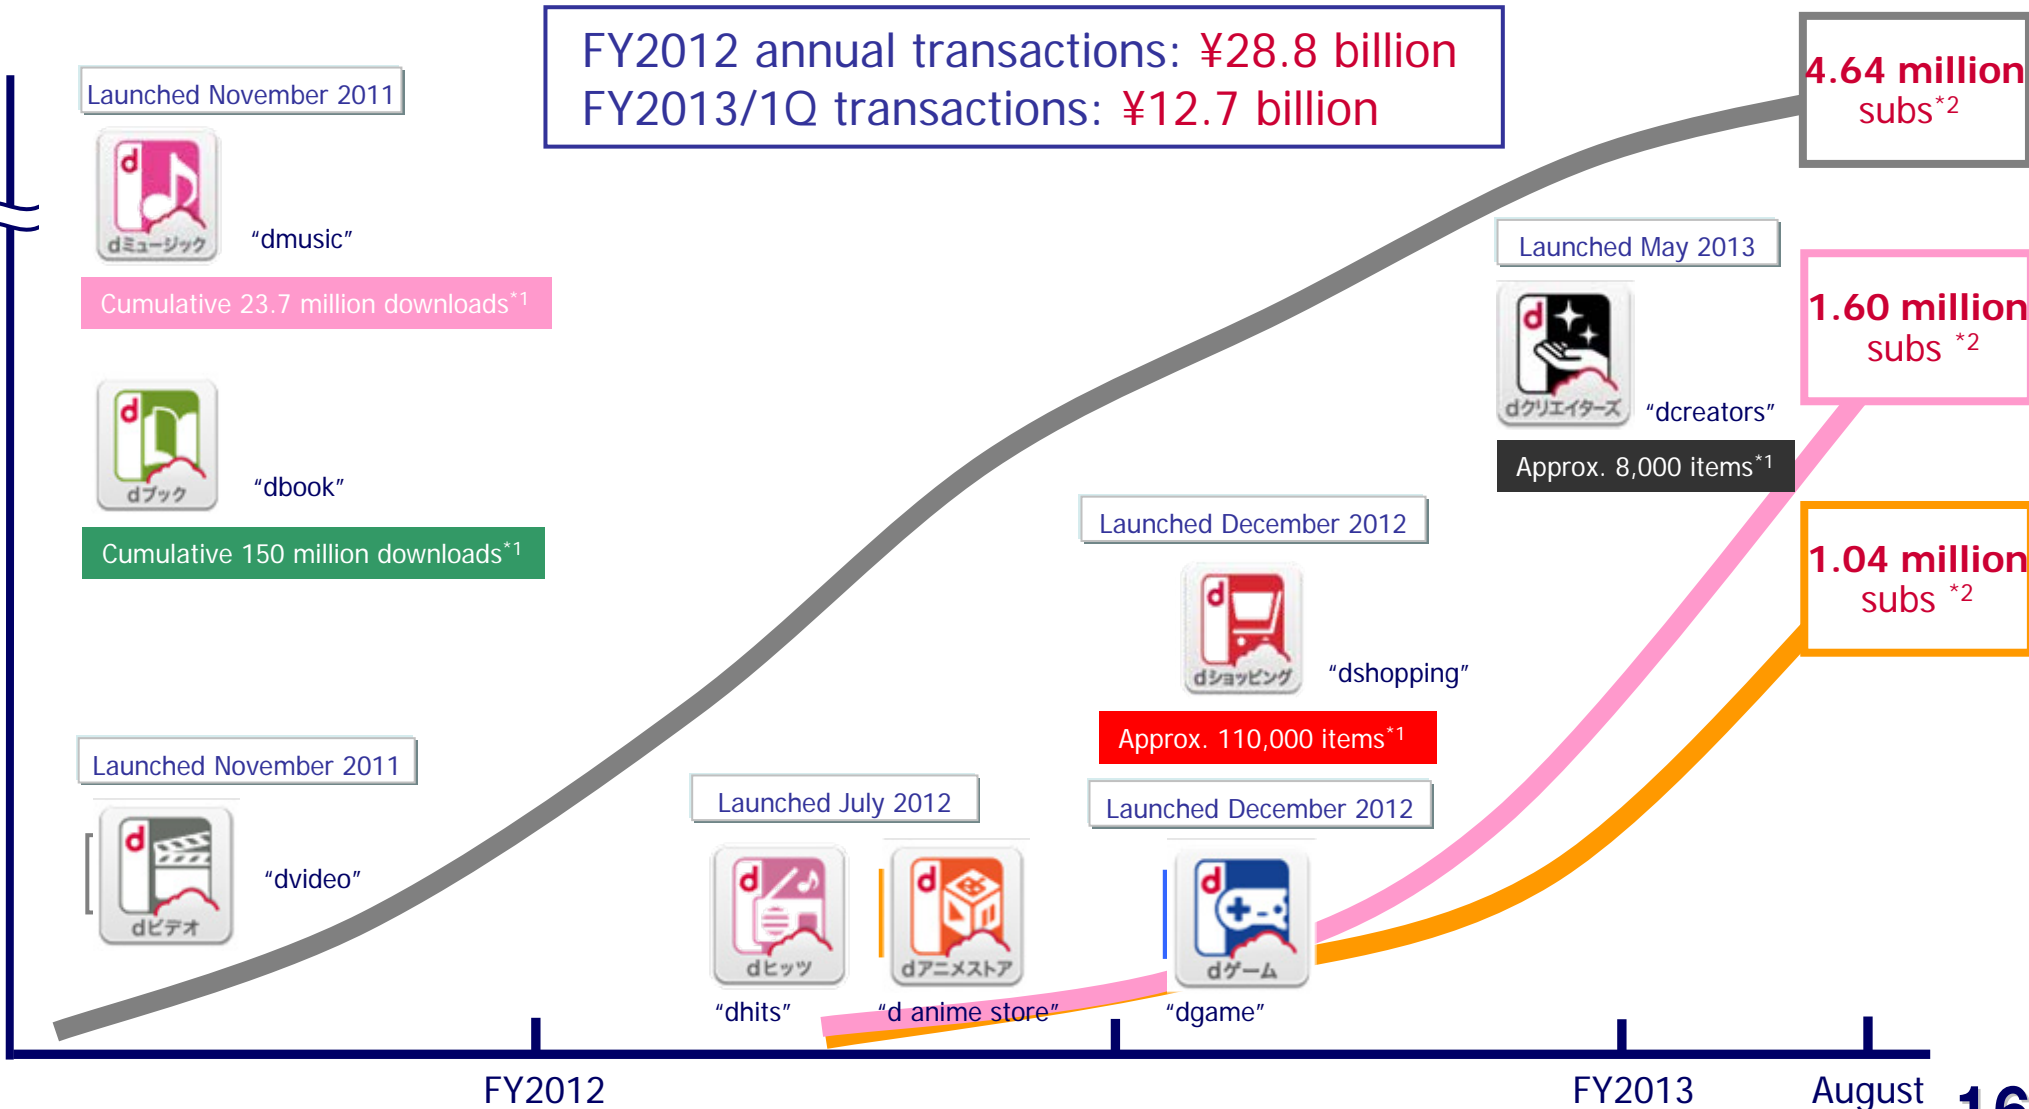 FY2012 annual transactions: ¥28.8 billion
FY2013/1Q transactions: ¥12.7 billion
4.64 million
subs*2
Launched November 2011
d
dミュージック
“dmusic”
Cumulative 23.7 million downloads*1
d
dブック
“dbook”
Cumulative 150 million downloads*1
Launched May 2013
d
dクリエイターズ
“dcreators”
Approx. 8,000 items*1
1.60 million
subs *2
Launched December 2012
d
dショッピング
“dshopping”
Approx. 110,000 items*1
1.04 million
subs *2
Launched November 2011
d
dビデオ
“dvideo”
Launched July 2012
d
dヒッツ
“dhits”
d
dアニメストア
“d anime store”
Launched December 2012
d
dゲーム
“dgame”
FY2012
FY2013
August
16